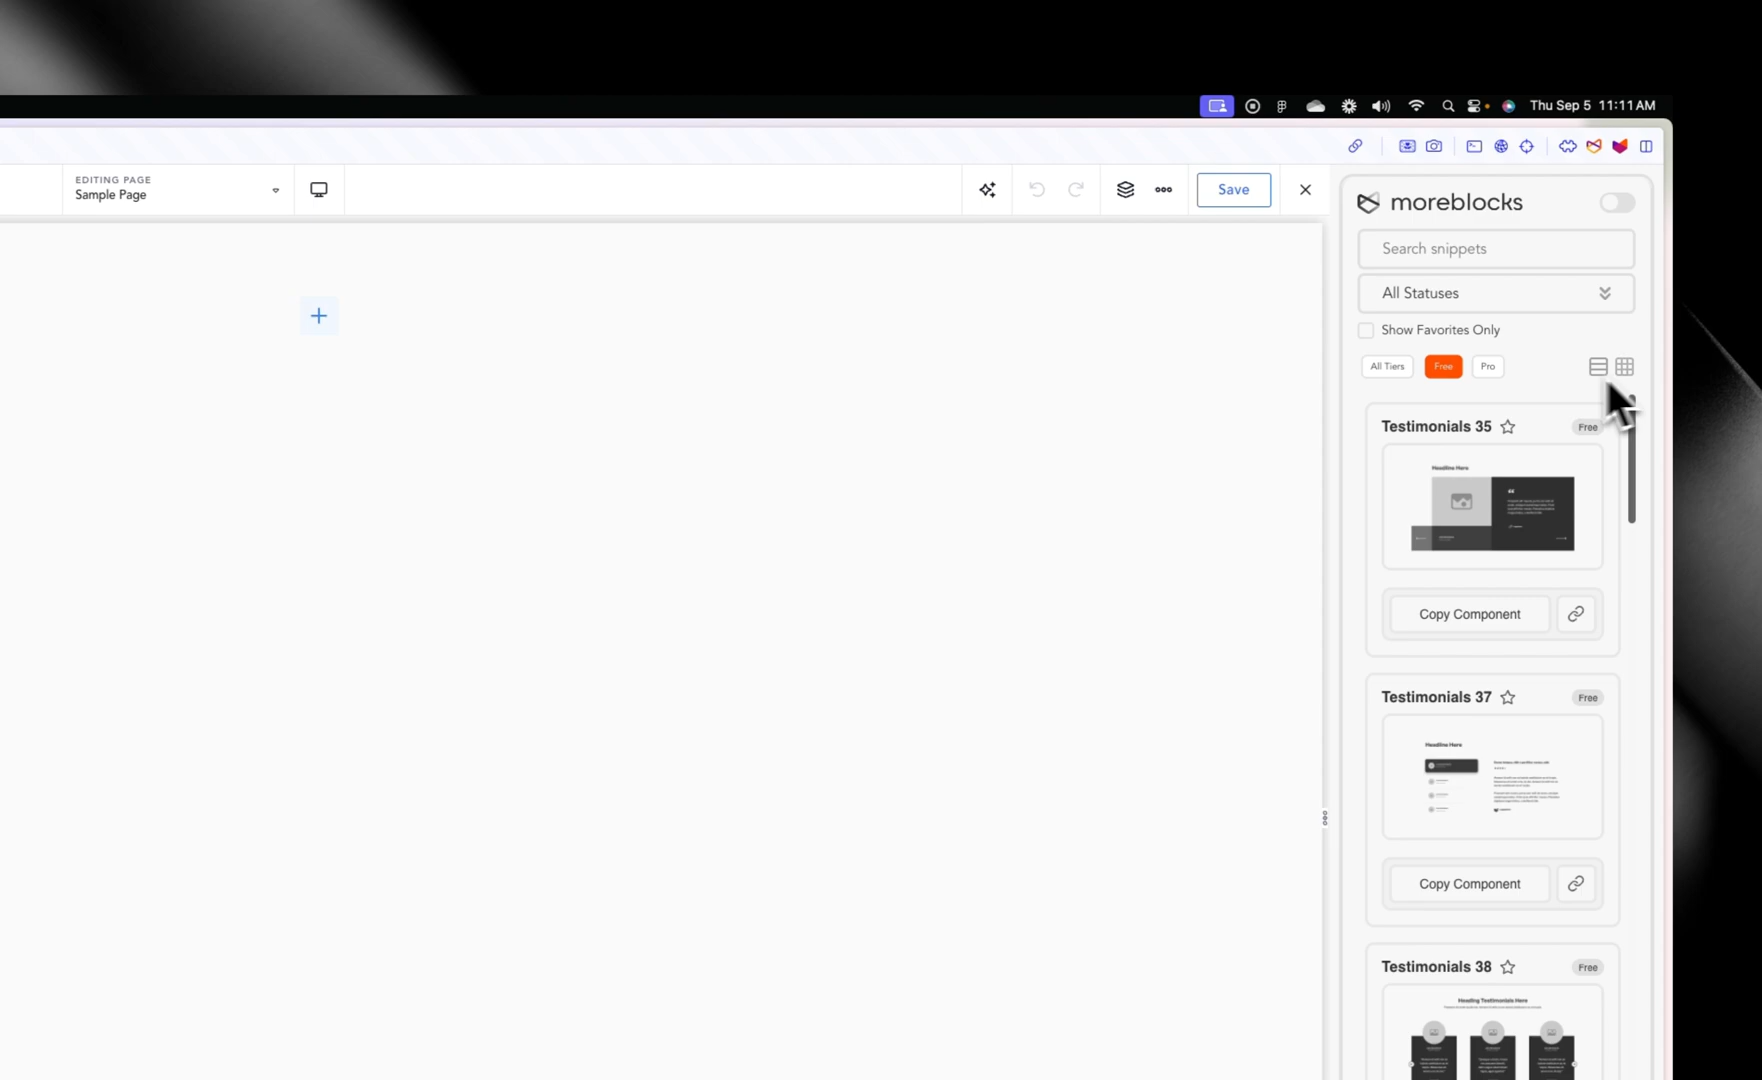 Thu Sep 5 11:11 AM
EDITING PAGE
Sample Page
Save
moreblocks
Search snippets
All Statuses
Show Favorites Only
All Tiers
Free
Pro
Testimonials 35
Free
Headline Here
Copy Component
Testimonials 37
Free
Headline Here
Copy Component
Testimonials 38
Free
Heading Testimonials Here